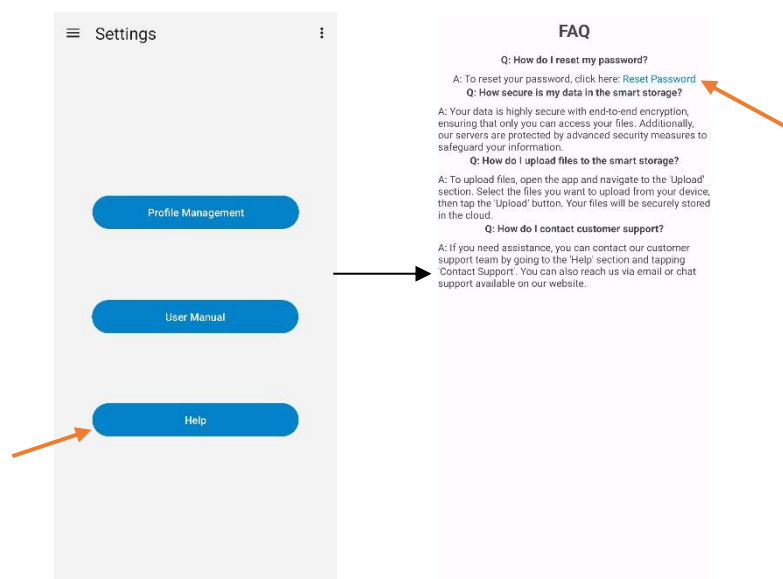 Settings
Profile Management
User Manual
Help
FAQ
Q: How do I reset my password?
A: To reset your password, click here: Reset Password
Q: How secure is my data in the smart storage?
A: Your data is highly secure with end-to-end encryption,
ensuring that only you can access your files. Additionally,
our servers are protected by advanced security measures to
safeguard your information.
Q: How do I upload files to the smart storage?
A: To upload files, open the app and navigate to the 'Upload'
section. Select the files you want to upload from your device,
then tap the 'Upload' button. Your files will be securely stored
in the cloud.
Q: How do I contact customer support?
A: If you need assistance, you can contact our customer
support team by going to the 'Help' section and tapping
'Contact Support'. You can also reach us via email or chat
support available on our website.